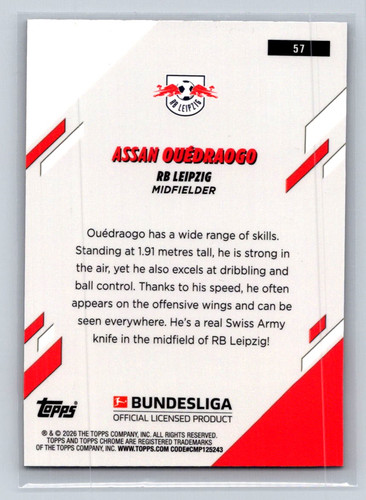 57
RB LEIPZIG
ASSAN OUÉDRAOGO
RB LEIPZIG
MIDFIELDER
Ouédraogo has a wide range of skills.
Standing at 1.91 metres tall, he is strong in
the air, yet he also excels at dribbling and
ball control. Thanks to his speed, he often
appears on the offensive wings and can be
seen everywhere. He's a real Swiss Army
knife in the midfield of RB Leipzig!
Topps
BUNDESLIGA
OFFICIAL LICENSED PRODUCT
® & © 2026 THE TOPPS COMPANY, INC. ALL RIGHTS RESERVED.
TOPPS AND TOPPS CHROME ARE REGISTERED TRADEMARKS
OF THE TOPPS COMPANY, INC. WWW.TOPPS.COM CODE#CMP125243